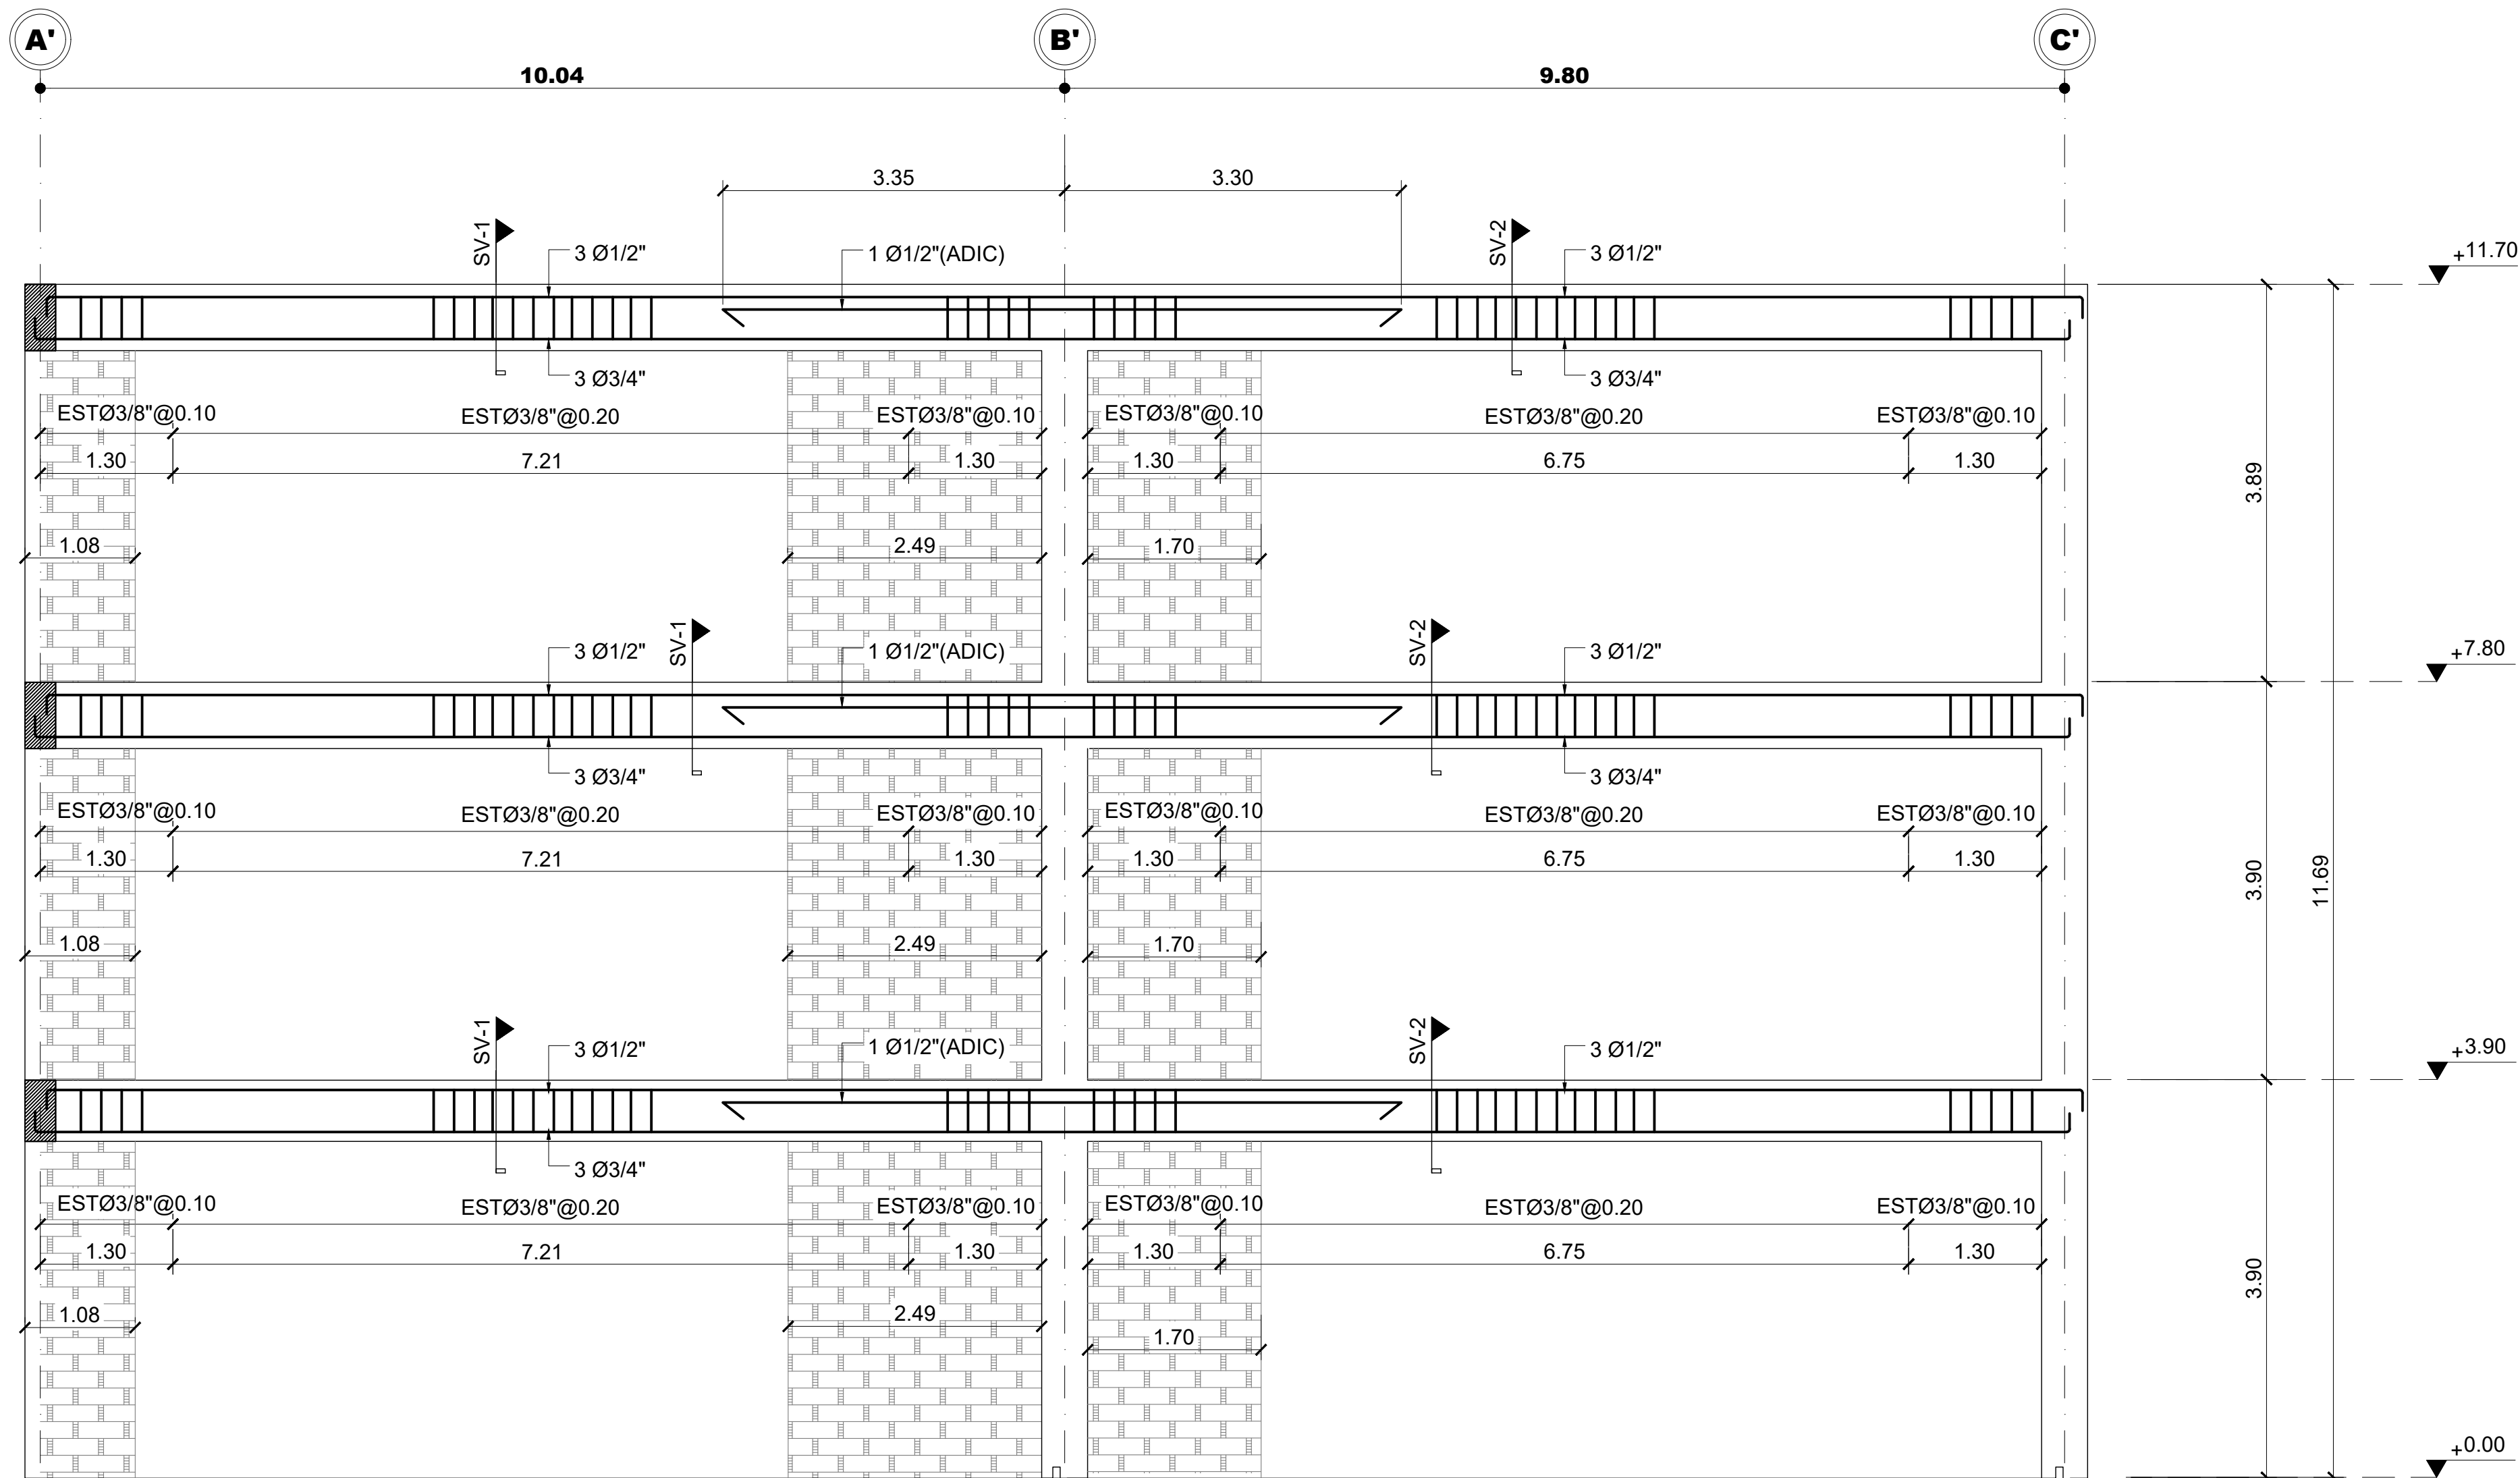 A' B' C'
10.04 9.80
3.35 3.30
SV-1 3 Ø1/2" 1 Ø1/2"(ADIC) SV-2 3 Ø1/2" +11.70
3 Ø3/4" 3 Ø3/4"
ESTØ3/8"@0.10 ESTØ3/8"@0.20 ESTØ3/8"@0.10 ESTØ3/8"@0.10 ESTØ3/8"@0.20 ESTØ3/8"@0.10
1.30 7.21 1.30 1.30 6.75 1.30
3.89
1.08 2.49 1.70
3 Ø1/2" SV-1 1 Ø1/2"(ADIC) SV-2 3 Ø1/2" +7.80
3 Ø3/4" 3 Ø3/4"
ESTØ3/8"@0.10 ESTØ3/8"@0.20 ESTØ3/8"@0.10 ESTØ3/8"@0.10 ESTØ3/8"@0.20 ESTØ3/8"@0.10
1.30 7.21 1.30 1.30 6.75 1.30
3.90 11.69
1.08 2.49 1.70
SV-1 3 Ø1/2" 1 Ø1/2"(ADIC) SV-2 3 Ø1/2" +3.90
3 Ø3/4"
ESTØ3/8"@0.10 ESTØ3/8"@0.20 ESTØ3/8"@0.10 ESTØ3/8"@0.10 ESTØ3/8"@0.20 ESTØ3/8"@0.10
1.30 7.21 1.30 1.30 6.75 1.30
3.90
1.08 2.49 1.70
+0.00